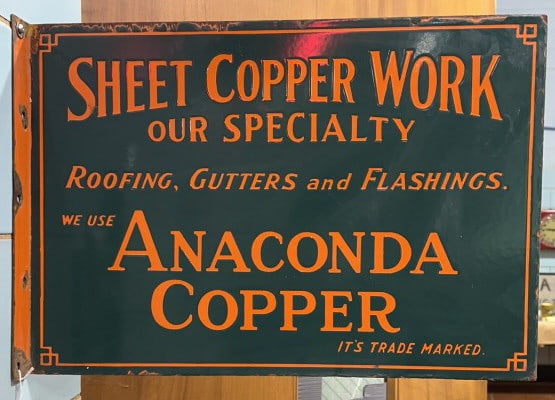 SHEET COPPER WORK
OUR SPECIALTY
ROOFING, GUTTERS and FLASHINGS.
WE USE
ANACONDA
COPPER
IT'S TRADE MARKED.